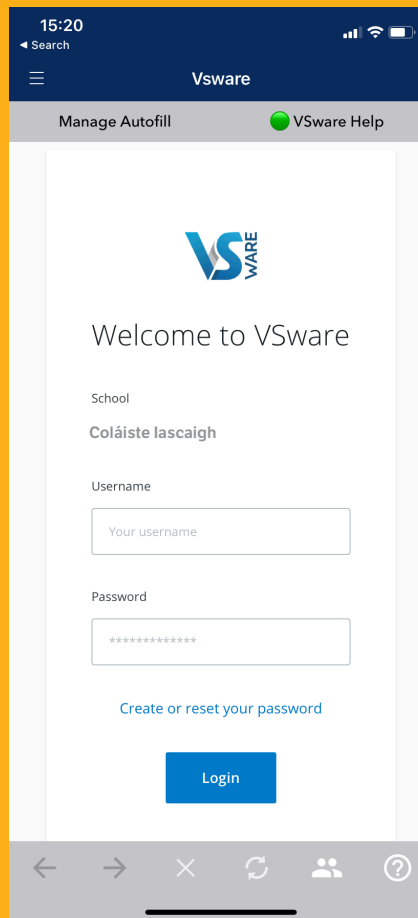 15:20
◀ Search
Vsware
Manage Autofill
VSware Help
VS WARE
Welcome to VSware
School
Coláiste Iascaigh
Username
Your username
Password
*************
Create or reset your password
Login